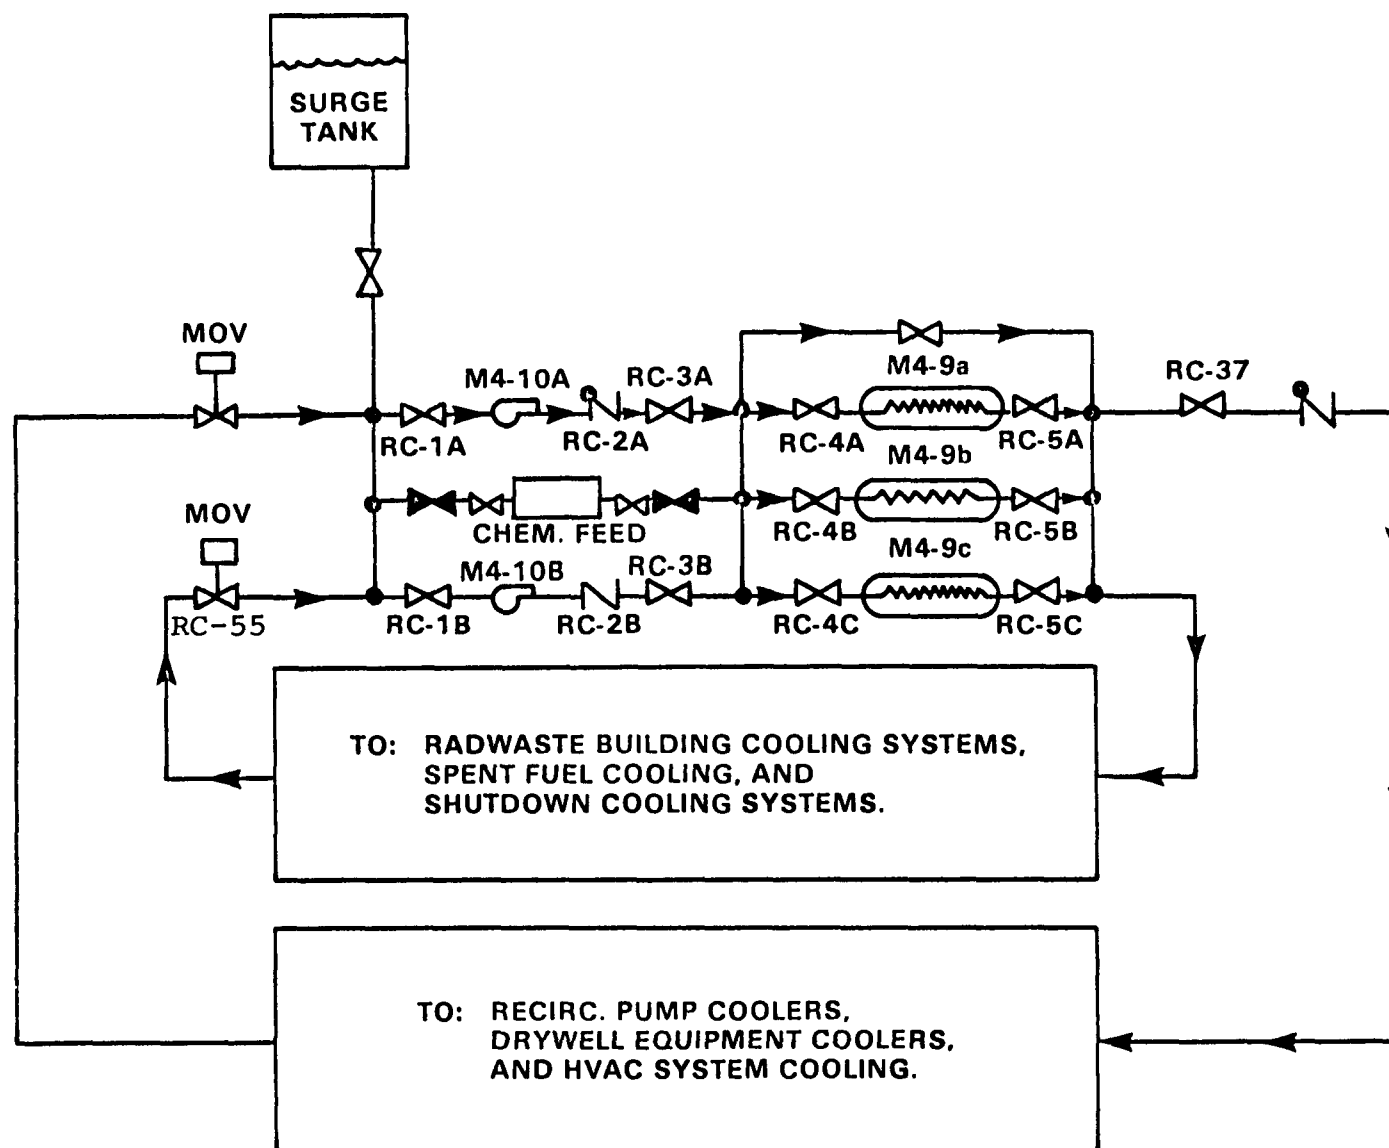 SURGE
TANK
MOV
M4-10A
RC-3A
M4-9a
RC-37
RC-1A
RC-2A
RC-4A
RC-5A
M4-9b
MOV
CHEM. FEED
RC-4B
RC-5B
M4-10B
RC-3B
M4-9c
RC-55
RC-1B
RC-2B
RC-4C
RC-5C
TO: RADWASTE BUILDING COOLING SYSTEMS,
SPENT FUEL COOLING, AND
SHUTDOWN COOLING SYSTEMS.
TO: RECIRC. PUMP COOLERS,
DRYWELL EQUIPMENT COOLERS,
AND HVAC SYSTEM COOLING.